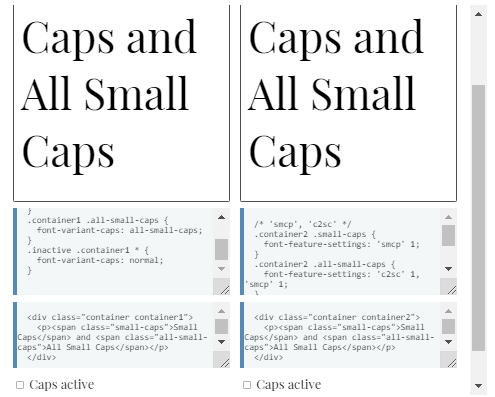 Caps and
All Small
Caps
Caps and
All Small
Caps
}
.container1 .all-small-caps {
font-variant-caps: all-small-caps;
}
.inactive .container1 * {
font-variant-caps: normal;
}
/* 'smcp', 'c2sc' */
.container2 .small-caps {
font-feature-settings: 'smcp' 1;
}
.container2 .all-small-caps {
font-feature-settings: 'c2sc' 1,
'smcp' 1;
}
<div class="container container1">
<p><span class="small-caps">Small
Caps</span> and <span class="all-small-
caps">All Small Caps</span></p>
</div>
<div class="container container2">
<p><span class="small-caps">Small
Caps</span> and <span class="all-small-
caps">All Small Caps</span></p>
</div>
Caps active
Caps active